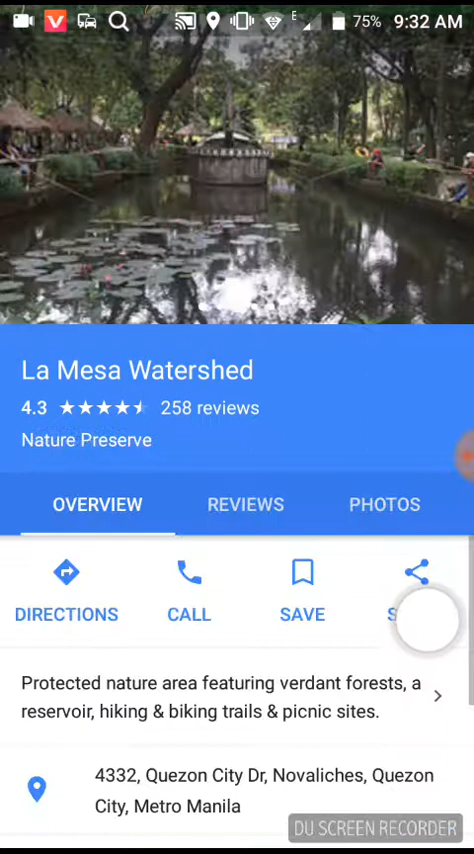 E 75% 9:32 AM
La Mesa Watershed
4.3 258 reviews
Nature Preserve
OVERVIEW REVIEWS PHOTOS
DIRECTIONS CALL SAVE S
Protected nature area featuring verdant forests, a
reservoir, hiking & biking trails & picnic sites.
4332, Quezon City Dr, Novaliches, Quezon
City, Metro Manila
DU SCREEN RECORDER